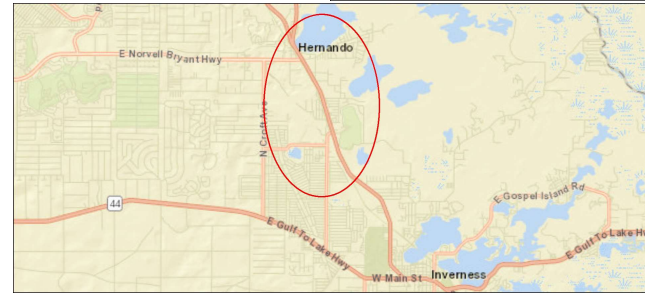 Hernando
E Norvell Bryant Hwy
N Croft Ave
44
E Gospel Island Rd
E Gulf To Lake Hwy
E Gulf To Lake Hw
W Main St
Inverness